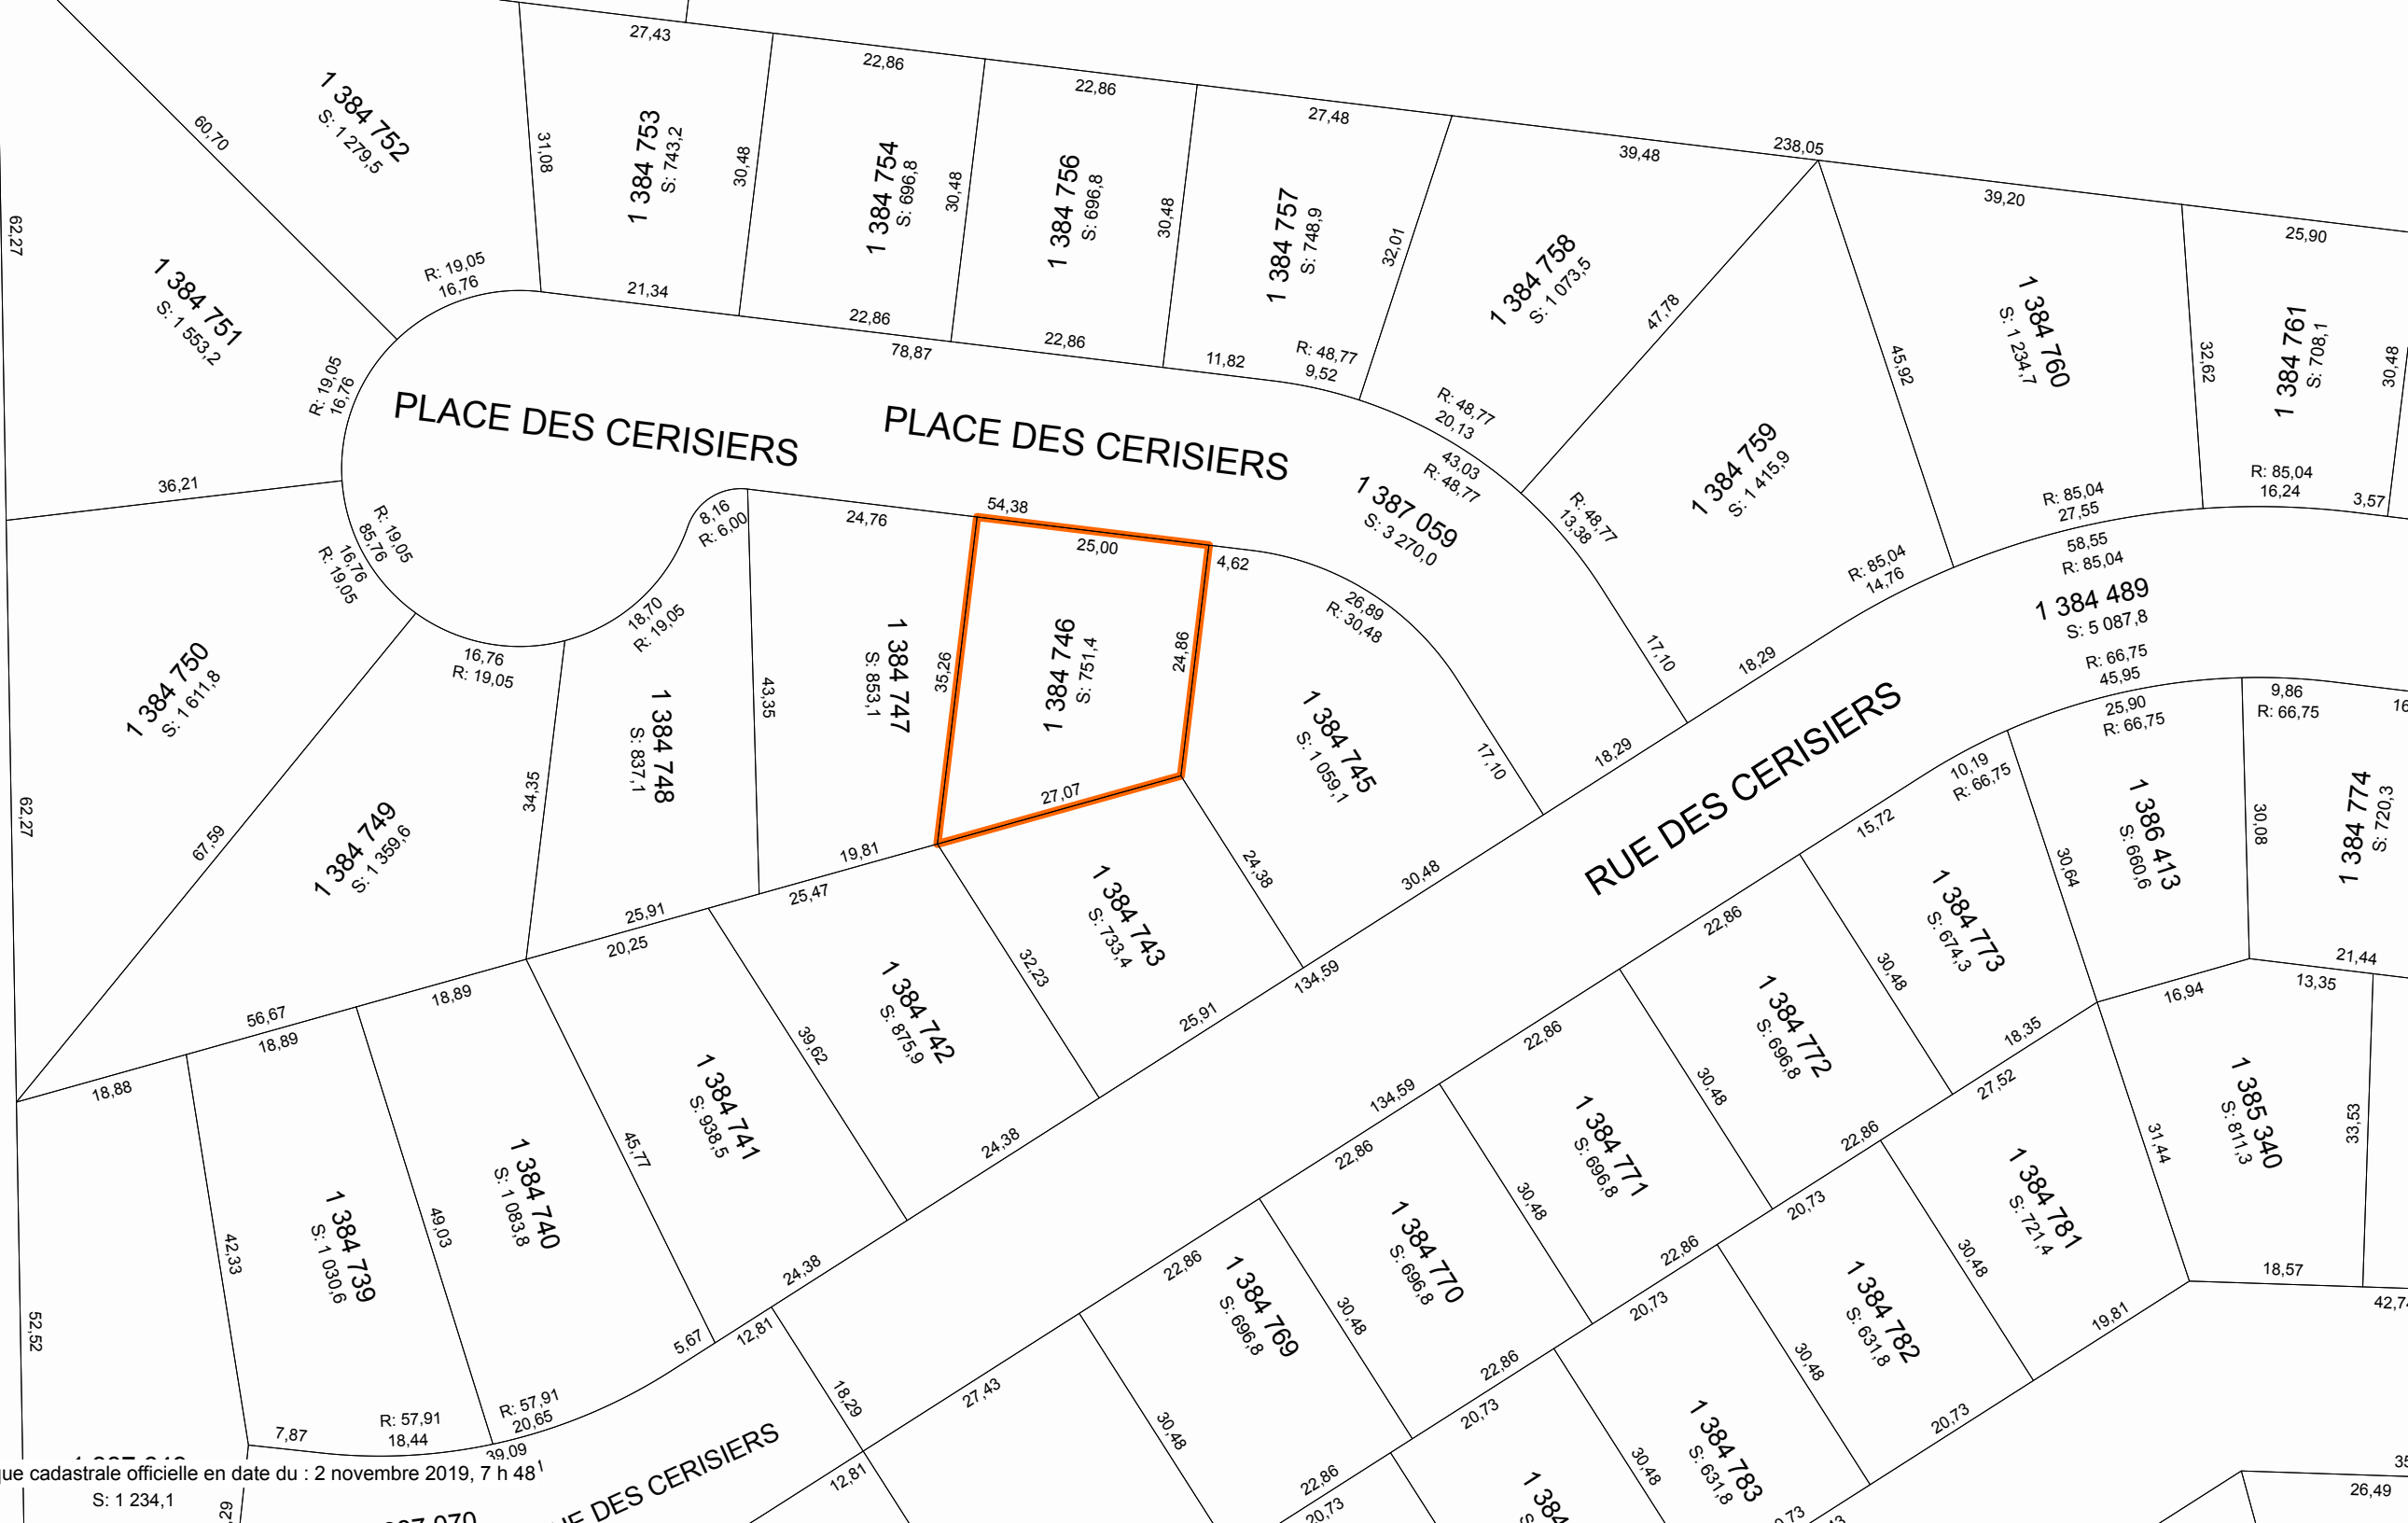 27,43
22,86
22,86
27,48
238,05
39,48
39,20
25,90
60,70
1 384 752
S: 1 279,5
31,08
1 384 753
S: 743,2
30,48
1 384 754
S: 696,8
30,48
1 384 756
S: 696,8
30,48
1 384 757
S: 748,9
32,01
1 384 758
S: 1 073,5
47,78
1 384 759
S: 1 415,9
45,92
1 384 760
S: 1 234,7
32,62
1 384 761
S: 708,1
30,48
62,27
1 384 751
S: 1 553,2
R: 19,05
16,76
R: 19,05
16,76
21,34
22,86
78,87
22,86
11,82
R: 48,77
9,52
R: 48,77
20,13
43,03
R: 48,77
R: 48,77
13,38
R: 85,04
14,76
R: 85,04
27,55
58,55
R: 85,04
R: 85,04
16,24
3,57
PLACE DES CERISIERS
PLACE DES CERISIERS
1 387 059
S: 3 270,0
36,21
R: 19,05
85,76
16,76
R: 19,05
8,16
R: 6,00
24,76
54,38
25,00
4,62
26,89
R: 30,48
17,10
17,10
18,29
18,29
1 384 489
S: 5 087,8
R: 66,75
45,95
25,90
R: 66,75
9,86
R: 66,75
16
18,70
R: 19,05
16,76
R: 19,05
1 384 750
S: 1 611,8
62,27
67,59
1 384 749
S: 1 359,6
34,35
1 384 748
S: 837,1
43,35
1 384 747
S: 853,1
35,26
1 384 746
S: 751,4
24,86
27,07
1 384 745
S: 1 059,1
RUE DES CERISIERS
10,19
R: 66,75
15,72
30,64
1 386 413
S: 660,6
30,08
1 384 774
S: 720,3
19,81
25,47
25,91
20,25
24,38
30,48
1 384 743
S: 733,4
32,23
25,91
134,59
1 384 742
S: 875,9
39,62
24,38
1 384 741
S: 938,5
45,77
24,38
18,89
56,67
18,89
18,88
22,86
1 384 773
S: 674,3
30,48
22,86
1 384 772
S: 696,8
30,48
18,35
27,52
16,94
21,44
13,35
134,59
22,86
1 384 771
S: 696,8
30,48
22,86
20,73
1 384 781
S: 721,4
31,44
1 385 340
S: 811,3
33,53
18,57
42,74
1 384 740
S: 1 083,8
49,03
1 384 739
S: 1 030,6
42,33
52,52
22,86
1 384 769
S: 696,8
30,48
1 384 770
S: 696,8
30,48
22,86
20,73
30,48
1 384 782
S: 631,8
30,48
19,81
20,73
5,67
12,81
18,29
27,43
30,48
22,86
20,73
1 384 783
S: 631,8
30,48
7,87
R: 57,91
18,44
R: 57,91
20,65
39,09
ue cadastrale officielle en date du : 2 novembre 2019, 7 h 48
S: 1 234,1
,29
UE DES CERISIERS
12,81
22,86
20,73
1 384
0,73
35
26,49